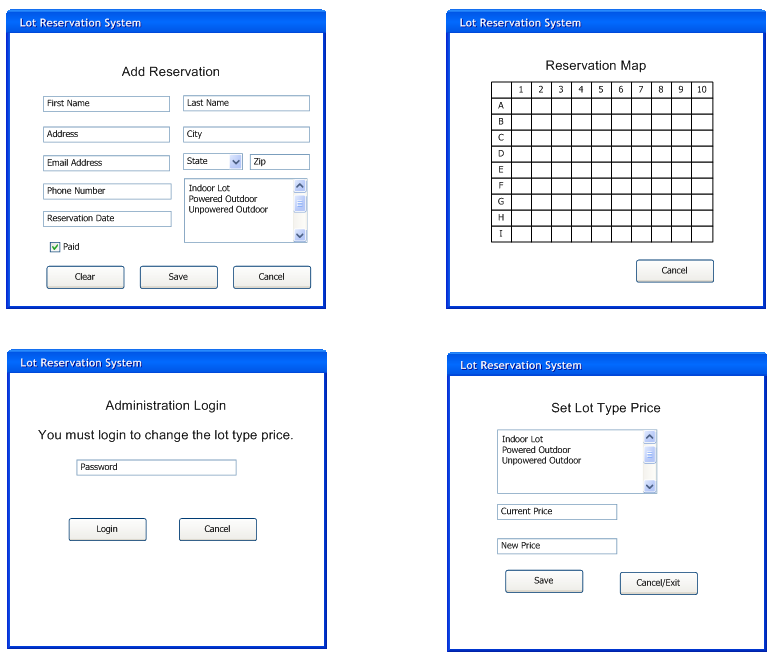 Lot Reservation System
Add Reservation
First Name
Last Name
Address
City
Email Address
State
Zip
Phone Number
Indoor Lot
Powered Outdoor
Unpowered Outdoor
Reservation Date
Paid
Clear
Save
Cancel
Lot Reservation System
Reservation Map
1 2 3 4 5 6 7 8 9 10
A
B
C
D
E
F
G
H
I
Cancel
Lot Reservation System
Administration Login
You must login to change the lot type price.
Password
Login
Cancel
Lot Reservation System
Set Lot Type Price
Indoor Lot
Powered Outdoor
Unpowered Outdoor
Current Price
New Price
Save
Cancel/Exit